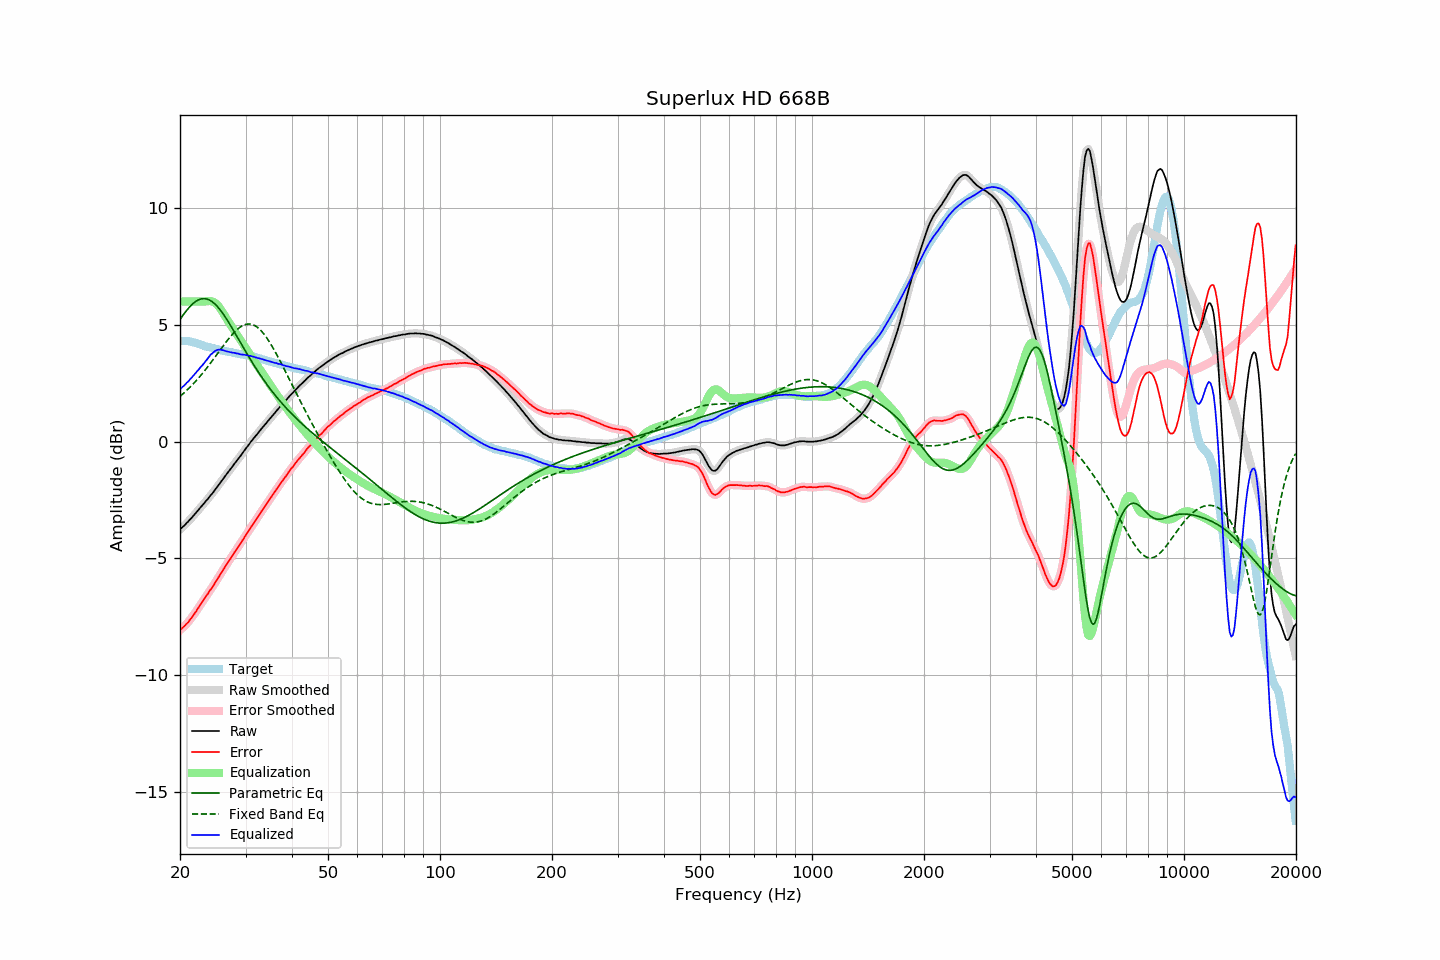 Superlux HD 668B
Amplitude (dBr)
10
5
0
−5
−10
−15
Target
Raw Smoothed
Error Smoothed
Raw
Error
Equalization
Parametric Eq
Fixed Band Eq
Equalized
20
50
100
200
500
1000
2000
5000
10000
20000
Frequency (Hz)